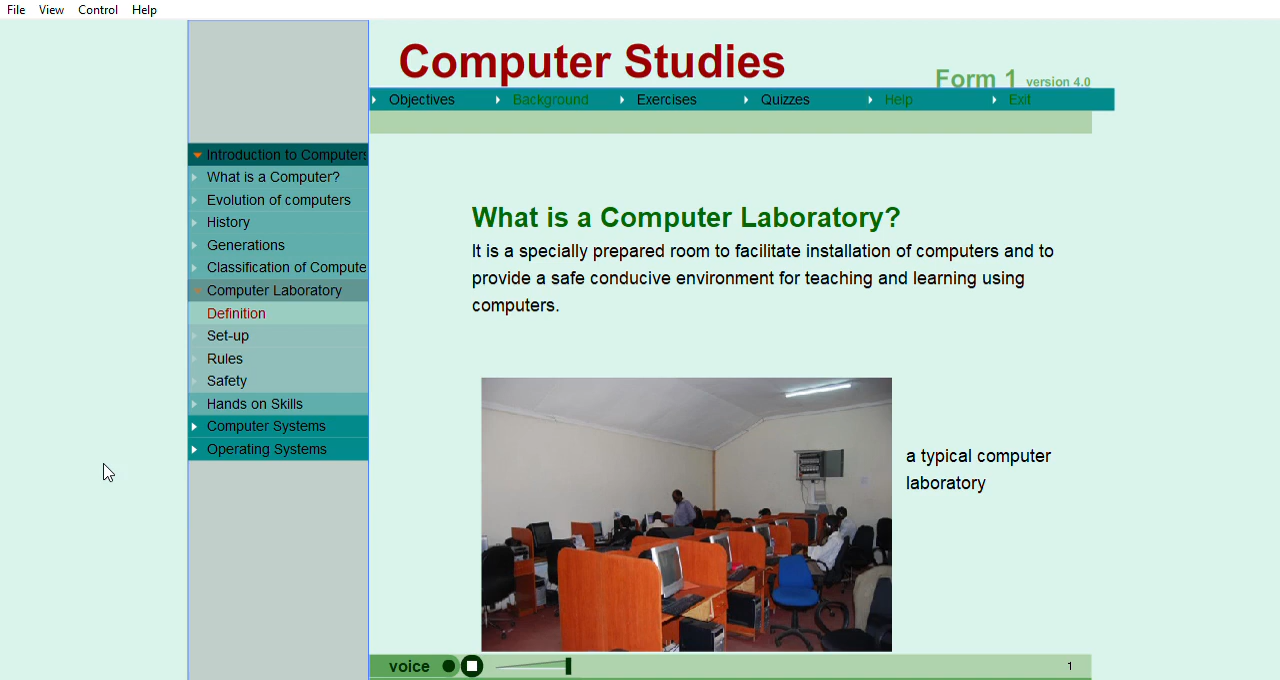 File View Control Help
Computer Studies
Form 1 version 4.0
Objectives Background Exercises Quizzes Help Exit
Introduction to Computers
What is a Computer?
Evolution of computers
History
Generations
Classification of Compute
Computer Laboratory
Definition
Set-up
Rules
Safety
Hands on Skills
Computer Systems
Operating Systems
What is a Computer Laboratory?
It is a specially prepared room to facilitate installation of computers and to
provide a safe conducive environment for teaching and learning using
computers.
a typical computer
laboratory
voice
1